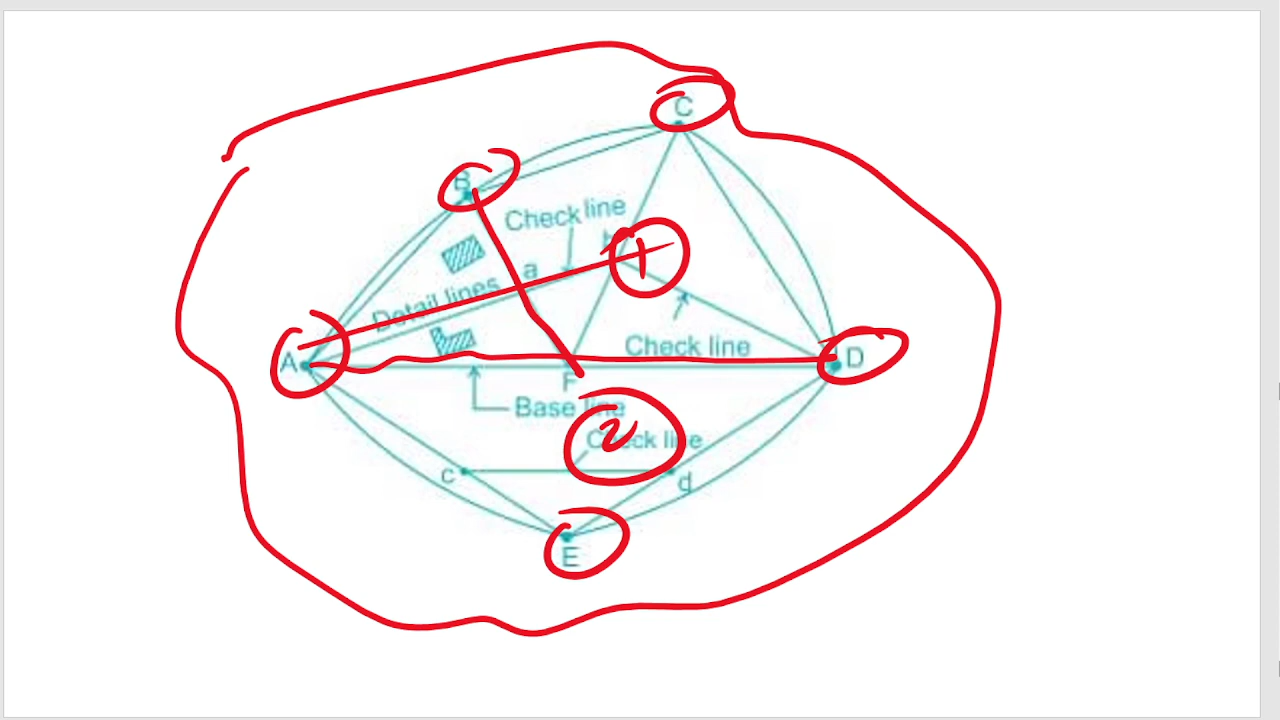 C
B
Check line
b
a
1
Detail lines
Check line
A
D
F
Base line
2
Check line
c
d
E